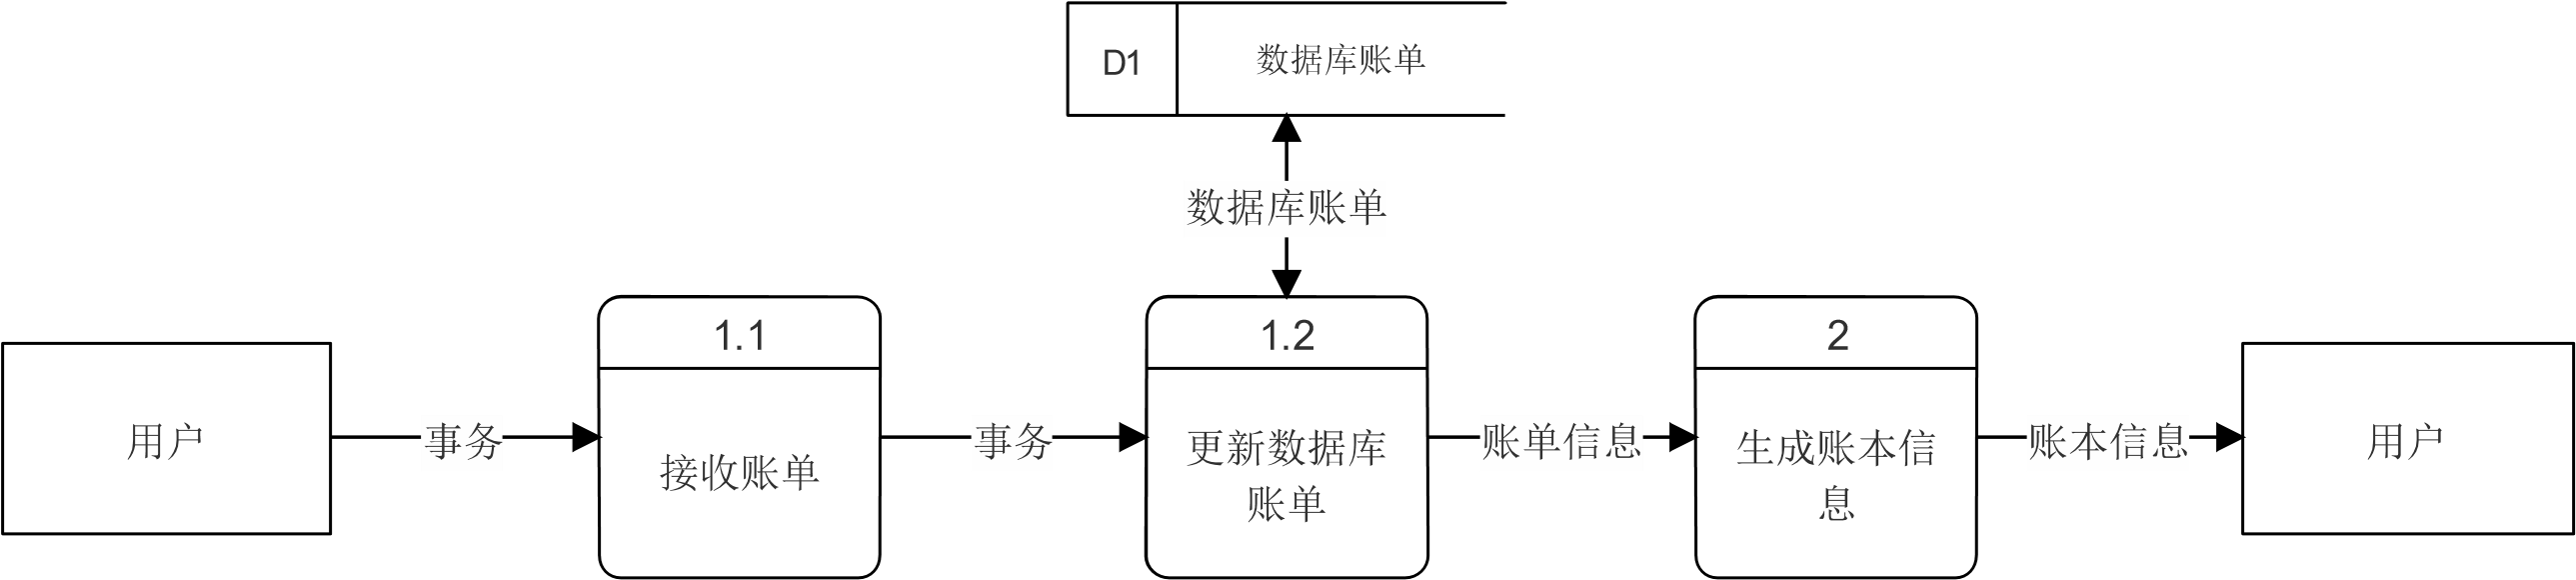 D1
数据库账单
数据库账单
1.1
1.2
2
用户
事务
接收账单
事务
更新数据库
账单
账单信息
生成账本信
息
账本信息
用户